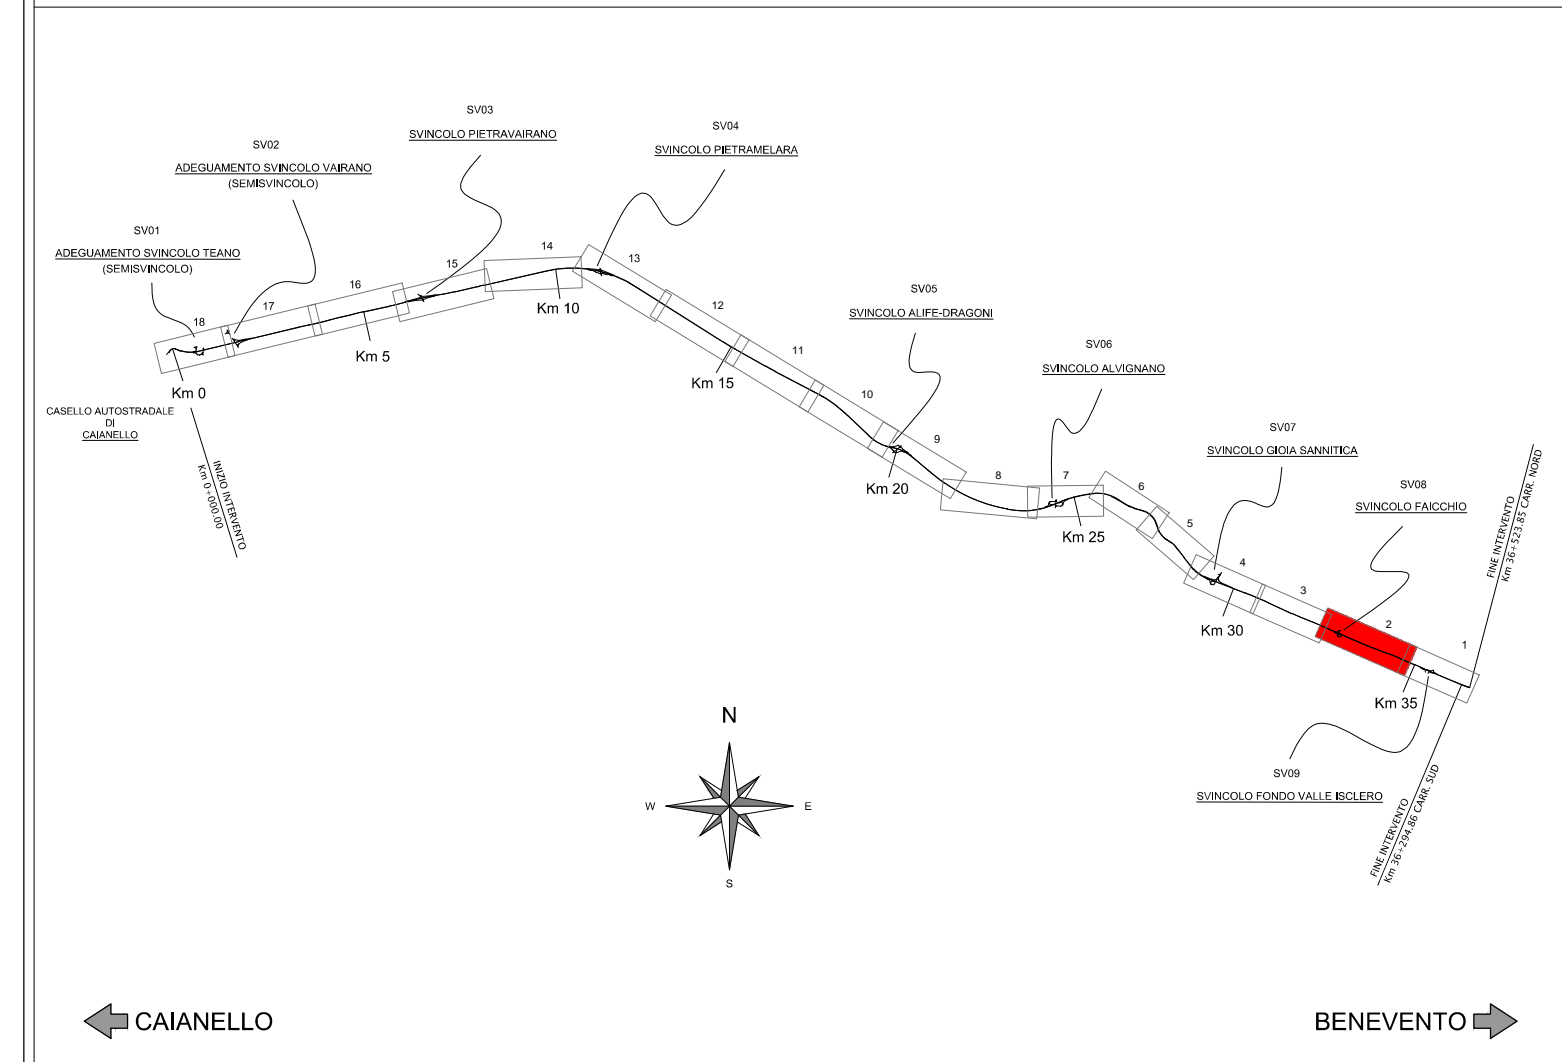 SV03
SVINCOLO PIETRAVAIRANO
SV04
SVINCOLO PIETRAMELARA
SV02
ADEGUAMENTO SVINCOLO VAIRANO
(SEMISVINCOLO)
SV01
ADEGUAMENTO SVINCOLO TEANO
(SEMISVINCOLO)
18
17
16
15
14
13
12
11
10
9
8
7
6
5
4
3
2
1
Km 0
Km 5
Km 10
Km 15
Km 20
Km 25
Km 30
Km 35
CASELLO AUTOSTRADALE
DI
CAIANELLO
INIZIO INTERVENTO
Km 0+000.00
SV05
SVINCOLO ALIFE-DRAGONI
SV06
SVINCOLO ALVIGNANO
SV07
SVINCOLO GIOIA SANNITICA
SV08
SVINCOLO FAICCHIO
FINE INTERVENTO
Km 36+523.85 CARR. NORD
SV09
SVINCOLO FONDO VALLE ISCLERO
FINE INTERVENTO
Km 36+294.86 CARR. SUD
N
W
E
S
CAIANELLO
BENEVENTO